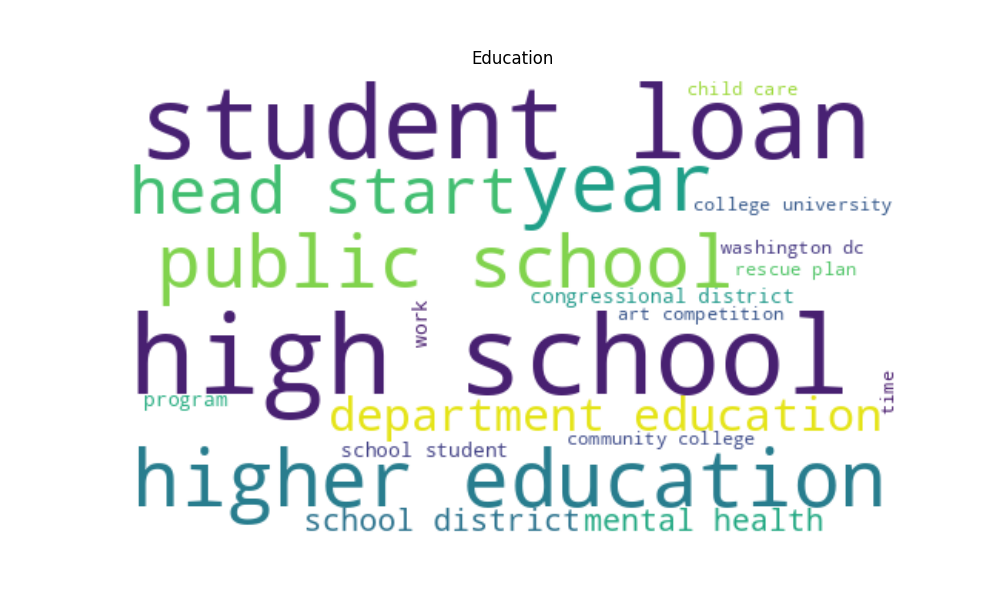 Education
child care
student loan
head start
year
college university
public school
washington dc
rescue plan
congressional district
art competition
work
high school
time
program
department education
community college
school student
higher education
school district
mental health